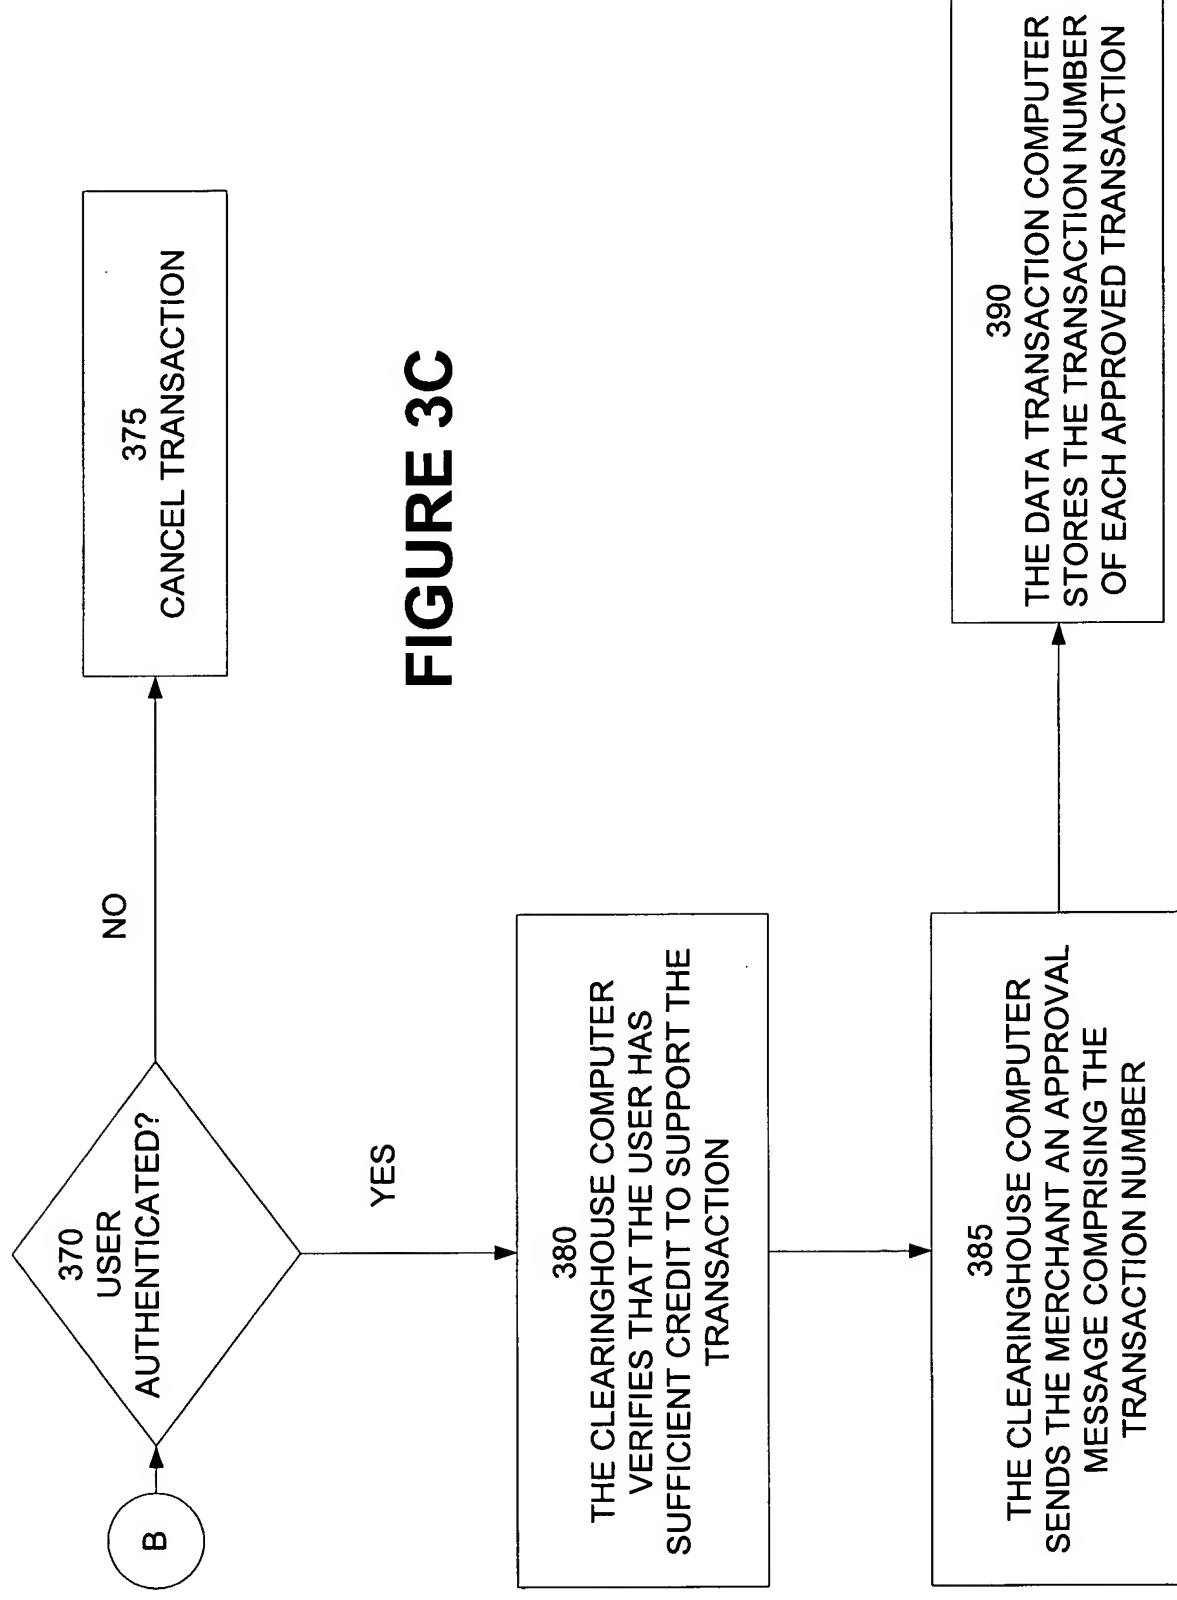 B
370
USER
AUTHENTICATED?
NO
375
CANCEL TRANSACTION
YES
380
THE CLEARINGHOUSE COMPUTER
VERIFIES THAT THE USER HAS
SUFFICIENT CREDIT TO SUPPORT THE
TRANSACTION
385
THE CLEARINGHOUSE COMPUTER
SENDS THE MERCHANT AN APPROVAL
MESSAGE COMPRISING THE
TRANSACTION NUMBER
390
THE DATA TRANSACTION COMPUTER
STORES THE TRANSACTION NUMBER
OF EACH APPROVED TRANSACTION
FIGURE 3C